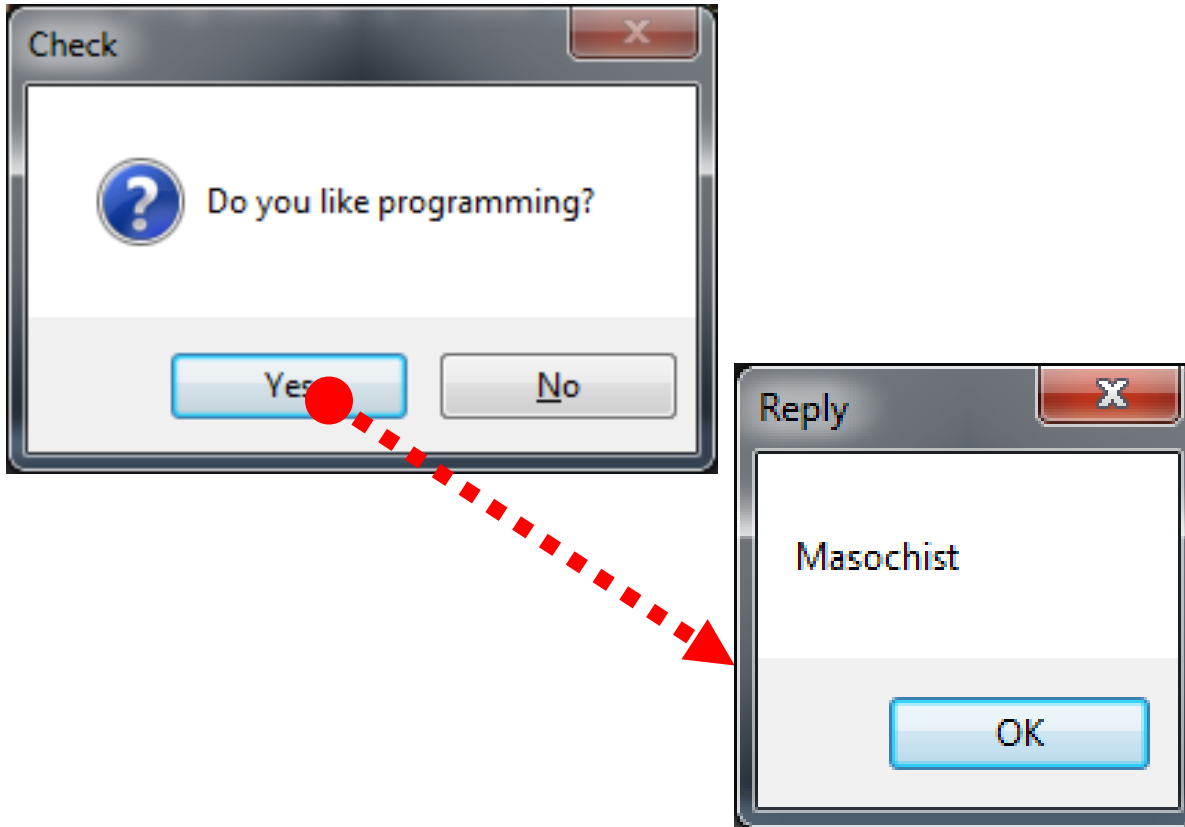 Check
X
Do you like programming?
Yes
No
Reply
X
Masochist
OK